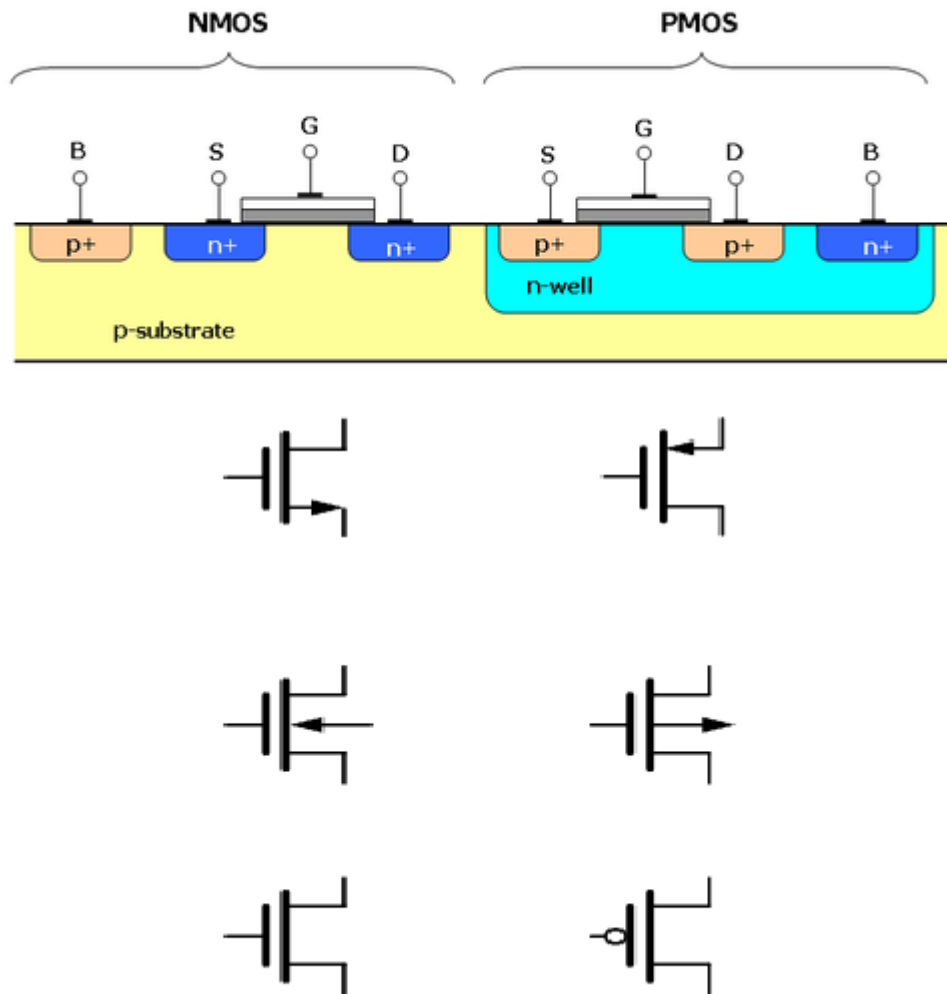 NMOS PMOS
B S G D S G D B
p+ n+ n+ p+ p+ n+
n-well
p-substrate